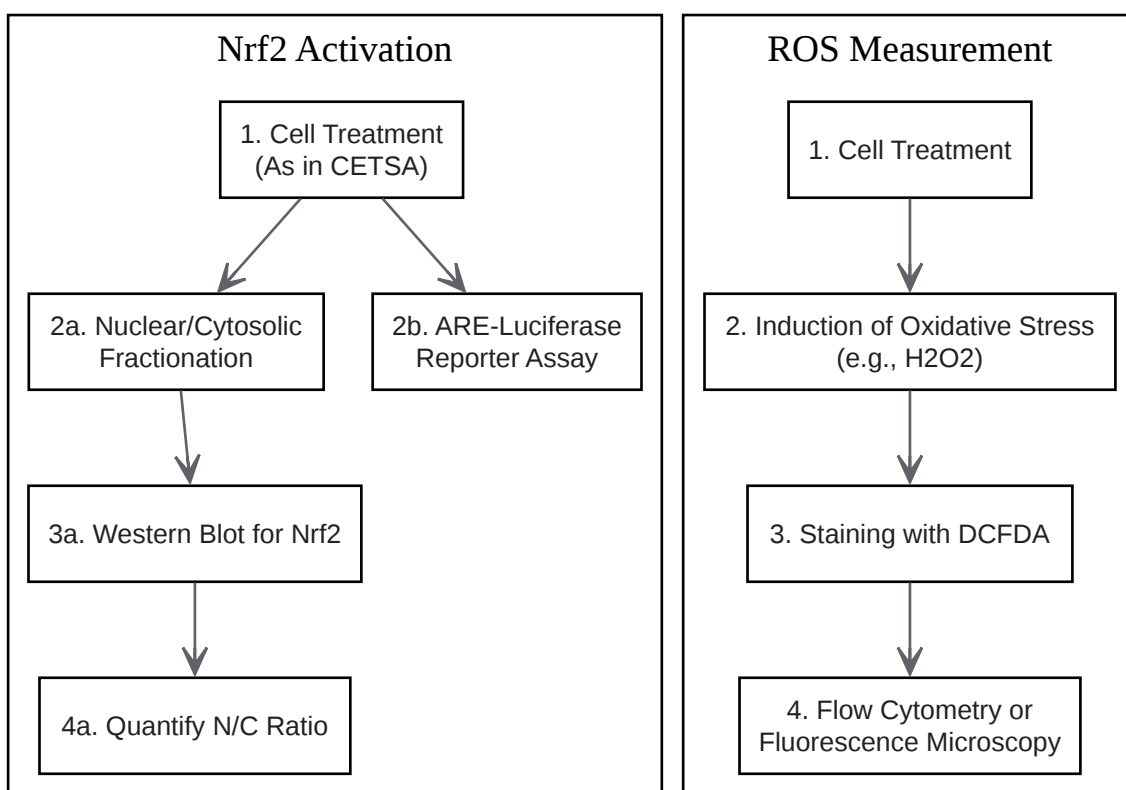 Nrf2 Activation
1. Cell Treatment
(As in CETSA)
2a. Nuclear/Cytosolic
Fractionation
2b. ARE-Luciferase
Reporter Assay
3a. Western Blot for Nrf2
4a. Quantify N/C Ratio
ROS Measurement
1. Cell Treatment
2. Induction of Oxidative Stress
(e.g., H2O2)
3. Staining with DCFDA
4. Flow Cytometry or
Fluorescence Microscopy